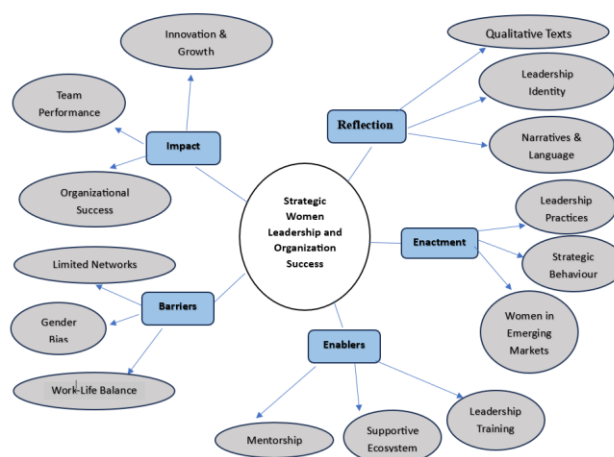 Innovation &
Growth
Team
Performance
Impact
Organizational
Success
Qualitative Texts
Leadership
Identity
Reflection
Narratives &
Language
Strategic
Women
Leadership and
Organization
Success
Leadership
Practices
Enactment
Strategic
Behaviour
Women in
Emerging
Markets
Limited Networks
Barriers
Gender
Bias
Work-Life Balance
Enablers
Mentorship
Supportive
Ecosystem
Leadership
Training